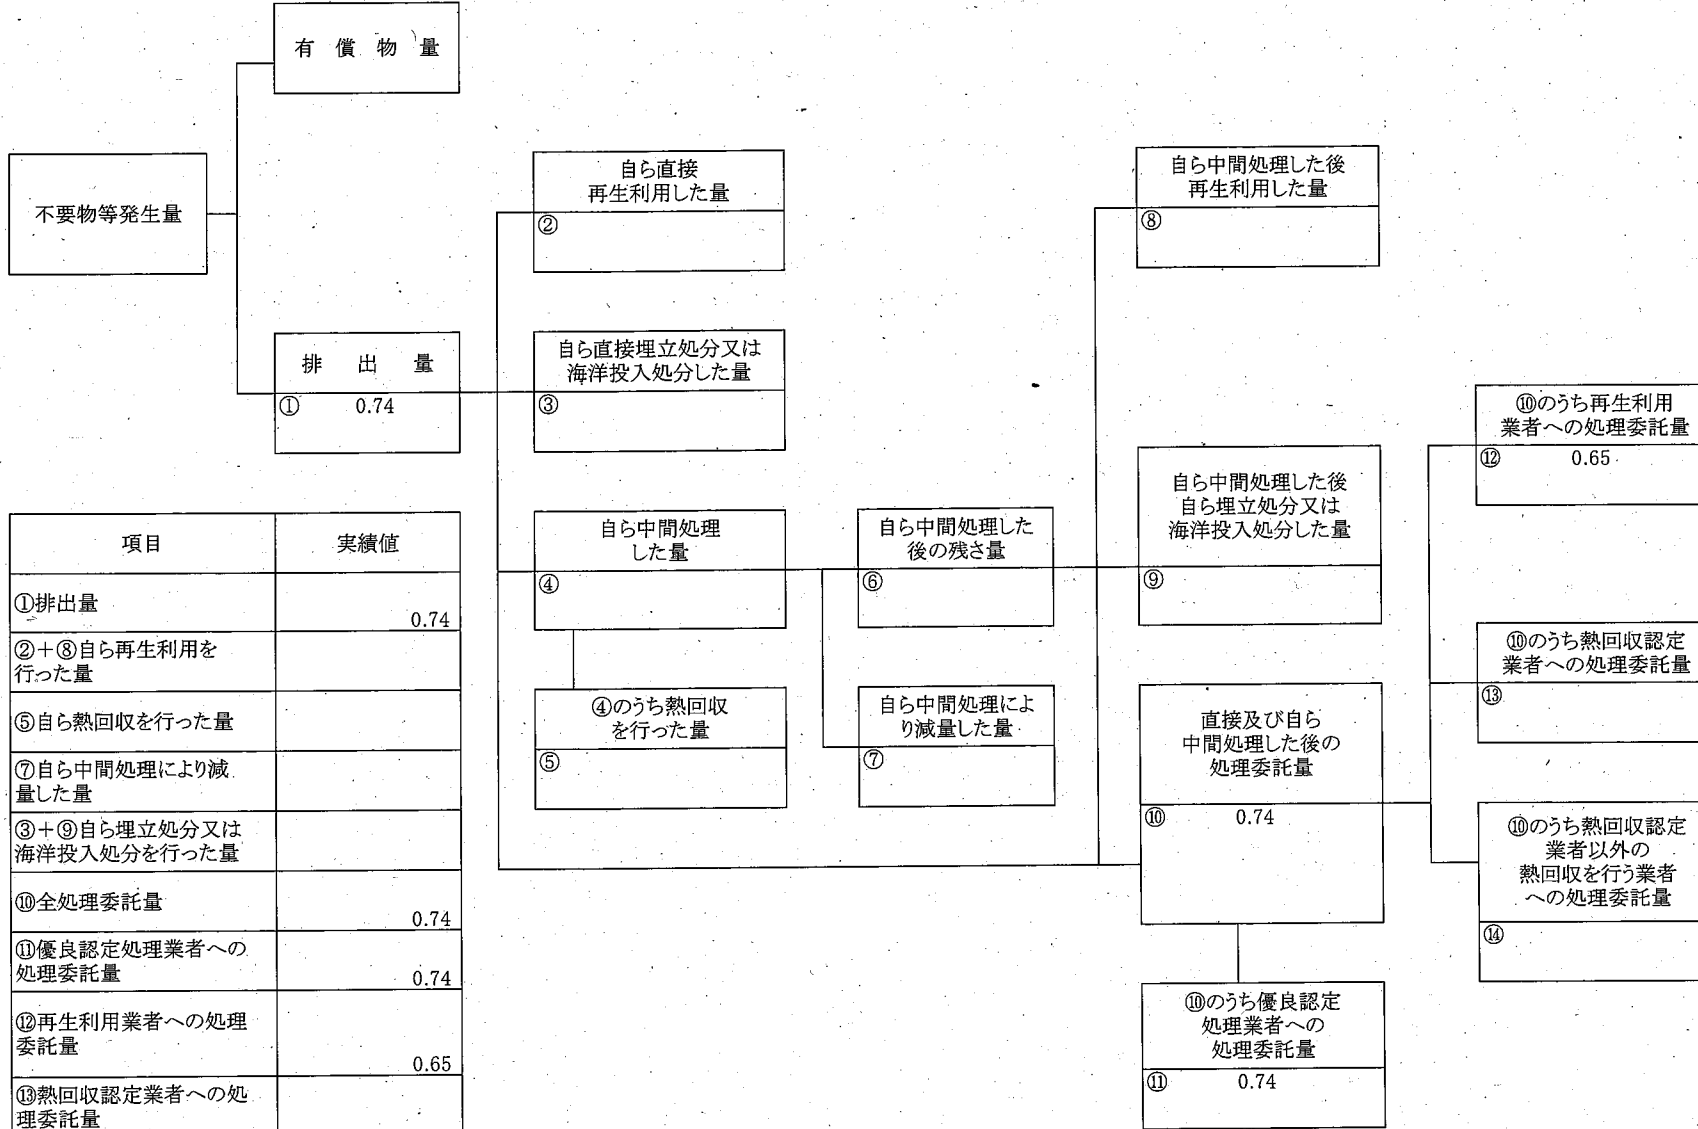 有償物量
不要物等発生量
排出量
① 0.74
自ら直接
再生利用した量
②
自ら直接埋立処分又は
海洋投入処分した量
③
自ら中間処理
した量
④
④のうち熱回収
を行った量
⑤
自ら中間処理した
後の残さ量
⑥
自ら中間処理によ
り減量した量
⑦
自ら中間処理した後
再生利用した量
⑧
自ら中間処理した後
自ら埋立処分又は
海洋投入処分した量
⑨
直接及び自ら
中間処理した後の
処理委託量
⑩ 0.74
⑩のうち優良認定
処理業者への
処理委託量
⑪ 0.74
⑩のうち再生利用
業者への処理委託量
⑫ 0.65
⑩のうち熱回収認定
業者への処理委託量
⑬
⑩のうち熱回収認定
業者以外の
熱回収を行う業者
への処理委託量
⑭
項目 実績値
①排出量
0.74
②+⑧自ら再生利用を
行った量
⑤自ら熱回収を行った量
⑦自ら中間処理により減
量した量
③+⑨自ら埋立処分又は
海洋投入処分を行った量
⑩全処理委託量
0.74
⑪優良認定処理業者への
処理委託量
0.74
⑫再生利用業者への処理
委託量
0.65
⑬熱回収認定業者への処
理委託量